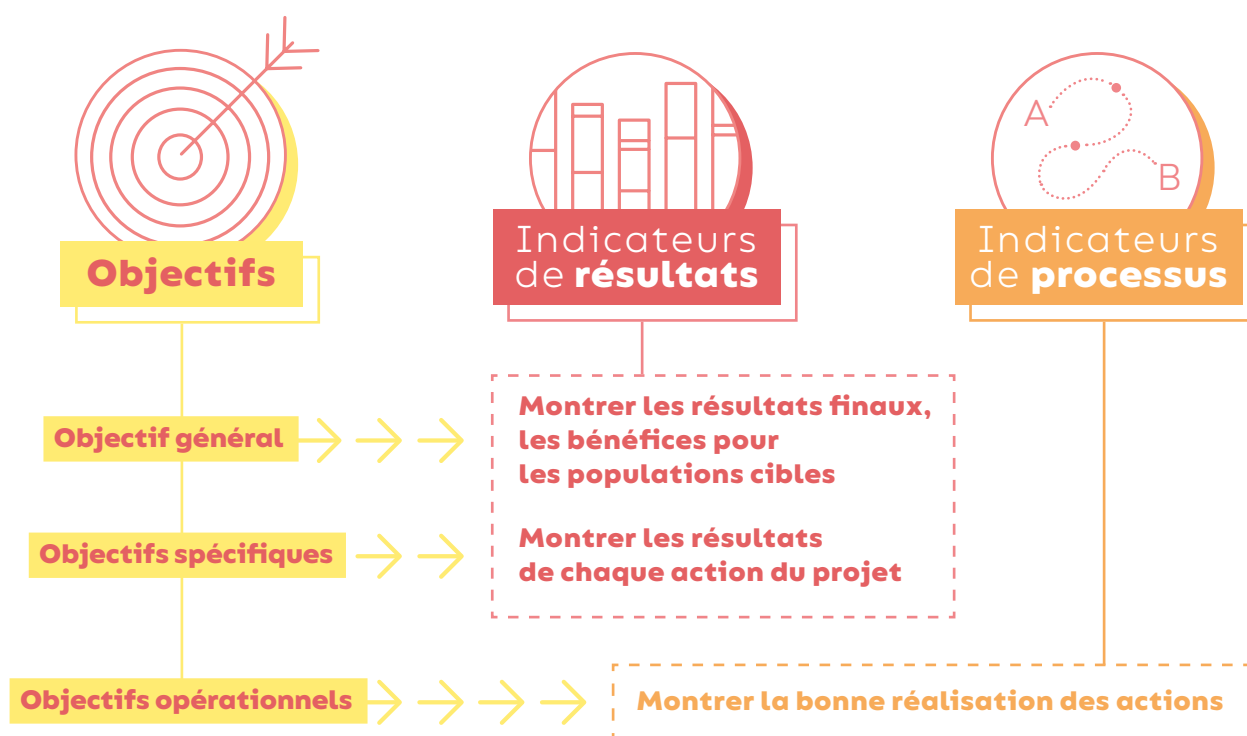 A
B
Objectifs
Indicateurs
de résultats
Indicateurs
de processus
Objectif général
Montrer les résultats finaux,
les bénéfices pour
les populations cibles
Objectifs spécifiques
Montrer les résultats
de chaque action du projet
Objectifs opérationnels
Montrer la bonne réalisation des actions